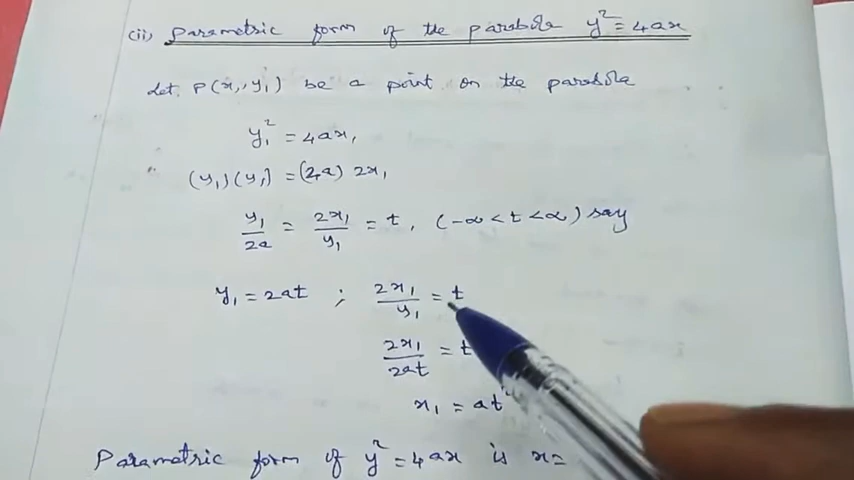 (ii) Parametric form of the parabola y² = 4ax
Let P(x₁, y₁) be a point on the parabola
y₁² = 4ax₁
(y₁)(y₁) = (2a) 2x₁
y₁/2a = 2x₁/y₁ = t, (-∞ < t < ∞) say
y₁ = 2at ; 2x₁/y₁ = t
2x₁/2at = t
x₁ = at²
Parametric form of y² = 4ax is x=